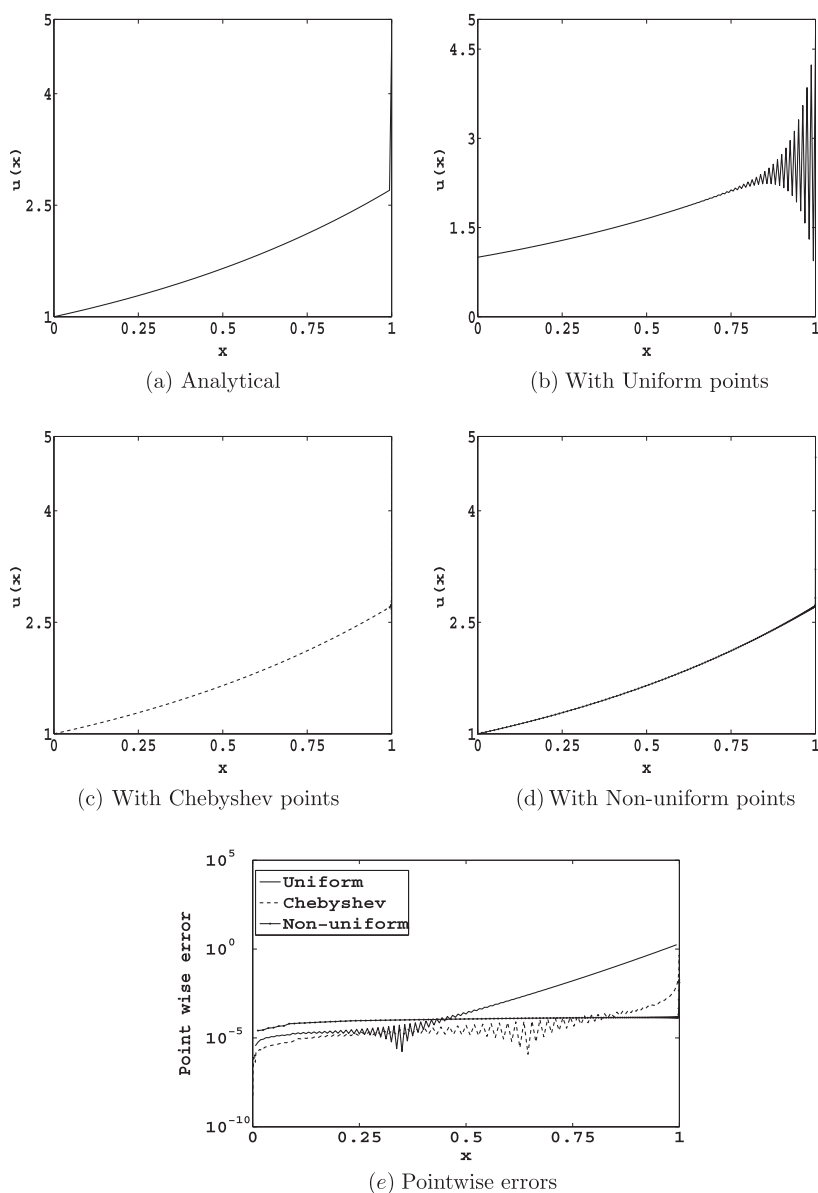 5
4
2.5
1
u(x)
0 0.25 0.5 0.75 1
x
(a) Analytical
5
4.5
3
1.5
0
u(x)
0 0.25 0.5 0.75 1
x
(b) With Uniform points
5
4
2.5
1
u(x)
0 0.25 0.5 0.75 1
x
(c) With Chebyshev points
5
4
2.5
1
u(x)
0 0.25 0.5 0.75 1
x
(d) With Non-uniform points
10^5
10^0
10^-5
10^-10
Point wise error
Uniform
Chebyshev
Non-uniform
0 0.25 0.5 0.75 1
x
(e) Pointwise errors